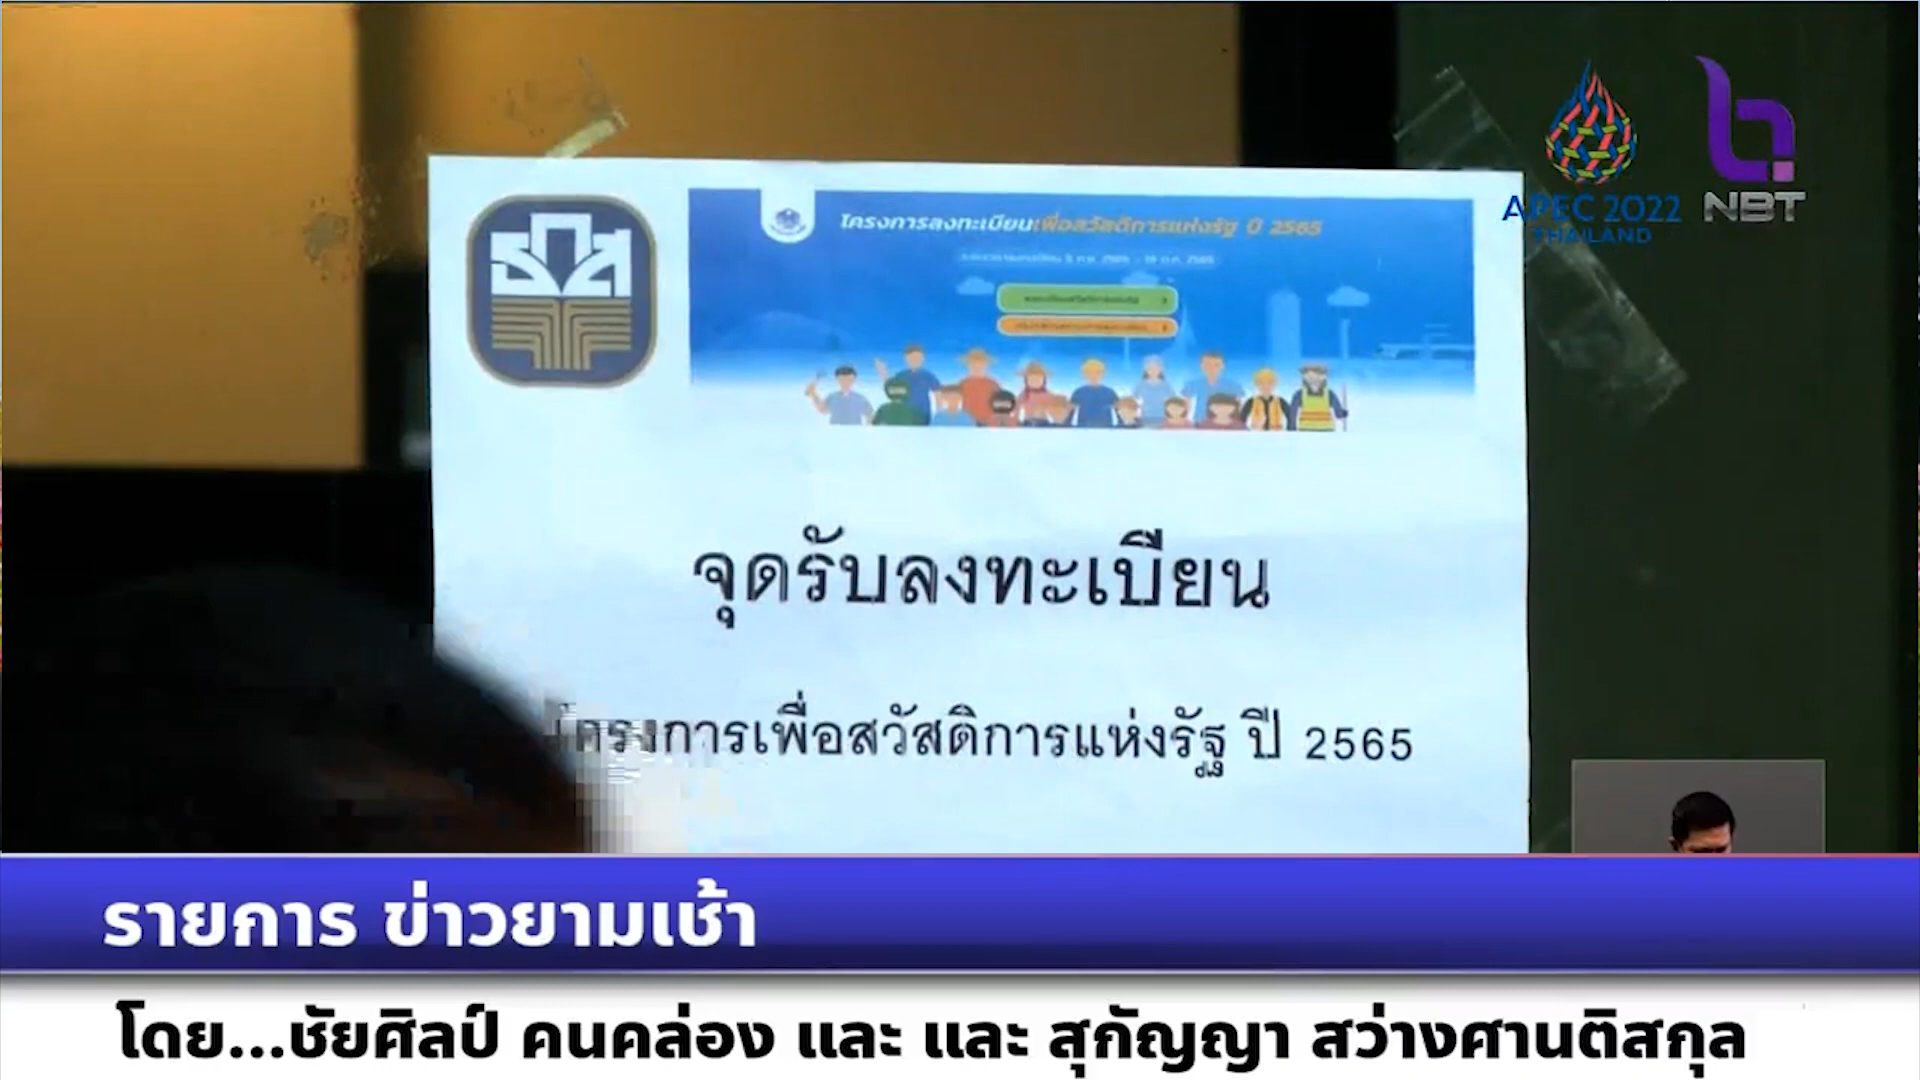 APEC 2022
THAILAND
NBT
ธกส
โครงการลงทะเบียนเพื่อสวัสดิการแห่งรัฐ ปี 2565
จุดรับลงทะเบียน
โครงการเพื่อสวัสดิการแห่งรัฐ ปี 2565
รายการ ข่าวยามเช้า
โดย...ชัยศิลป์ คนคล่อง และ และ สุกัญญา สว่างศานติสกุล